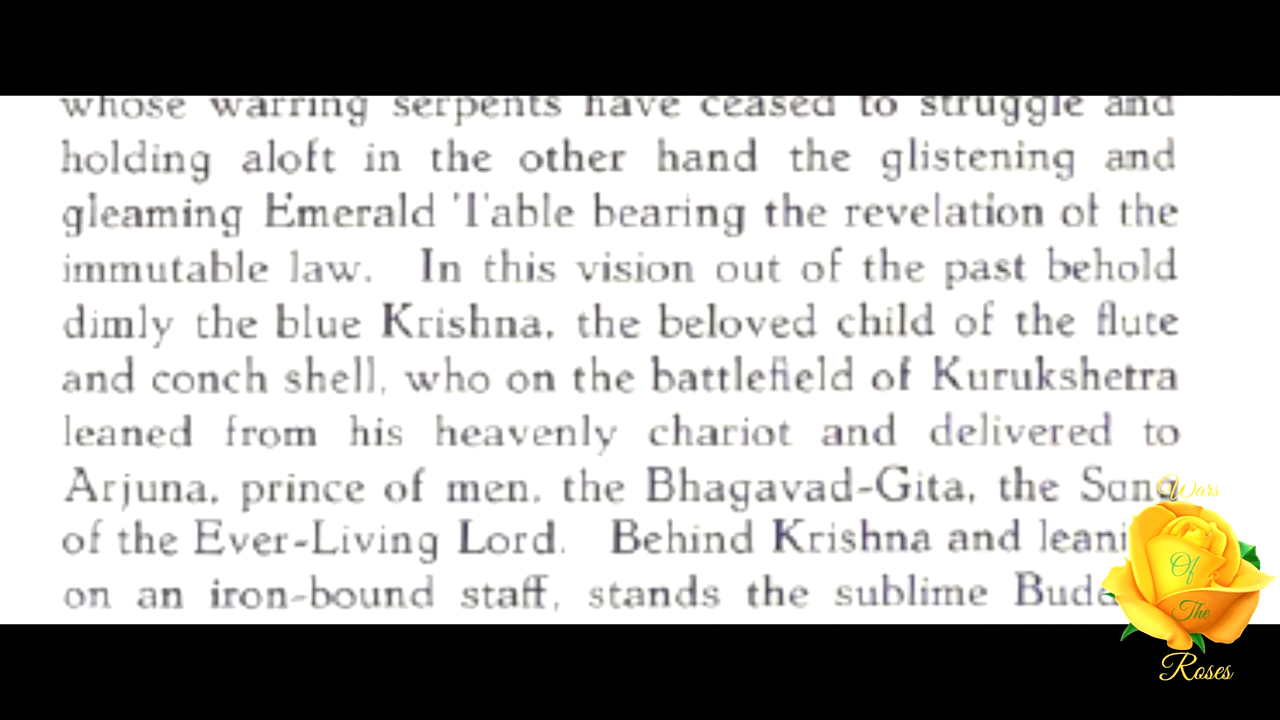 whose warring serpents have ceased to struggle and
holding aloft in the other hand the glistening and
gleaming Emerald Table bearing the revelation of the
immutable law. In this vision out of the past behold
dimly the blue Krishna, the beloved child of the flute
and conch shell, who on the battlefield of Kurukshetra
leaned from his heavenly chariot and delivered to
Arjuna, prince of men, the Bhagavad-Gita, the Song
of the Ever-Living Lord. Behind Krishna and leani
on an iron-bound staff, stands the sublime Budd
Wars
Of
The
Roses